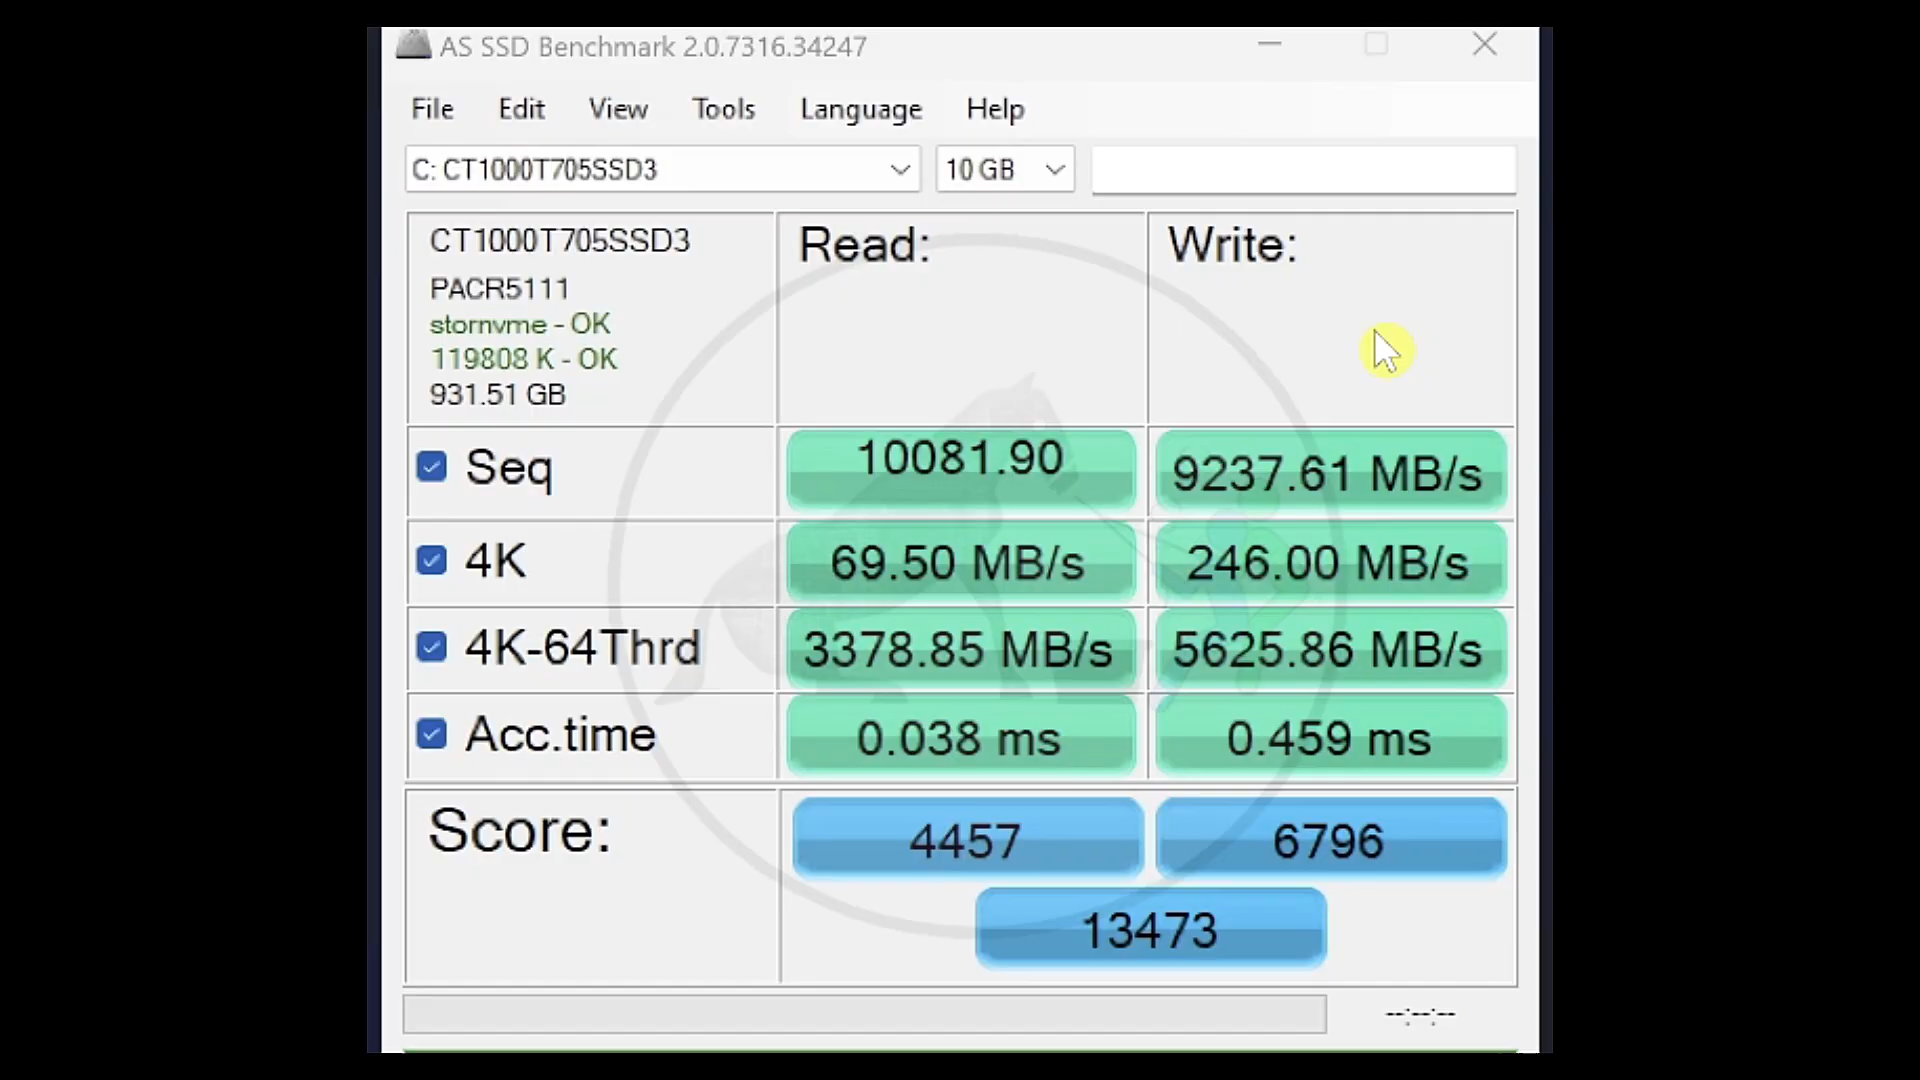 AS SSD Benchmark 2.0.7316.34247
File Edit View Tools Language Help
C: CT1000T705SSD3 10 GB
CT1000T705SSD3
PACR5111
stornvme - OK
119808 K - OK
931.51 GB
Read: Write:
Seq 10081.90 9237.61 MB/s
4K 69.50 MB/s 246.00 MB/s
4K-64Thrd 3378.85 MB/s 5625.86 MB/s
Acc.time 0.038 ms 0.459 ms
Score: 4457 6796
13473
--:--:--